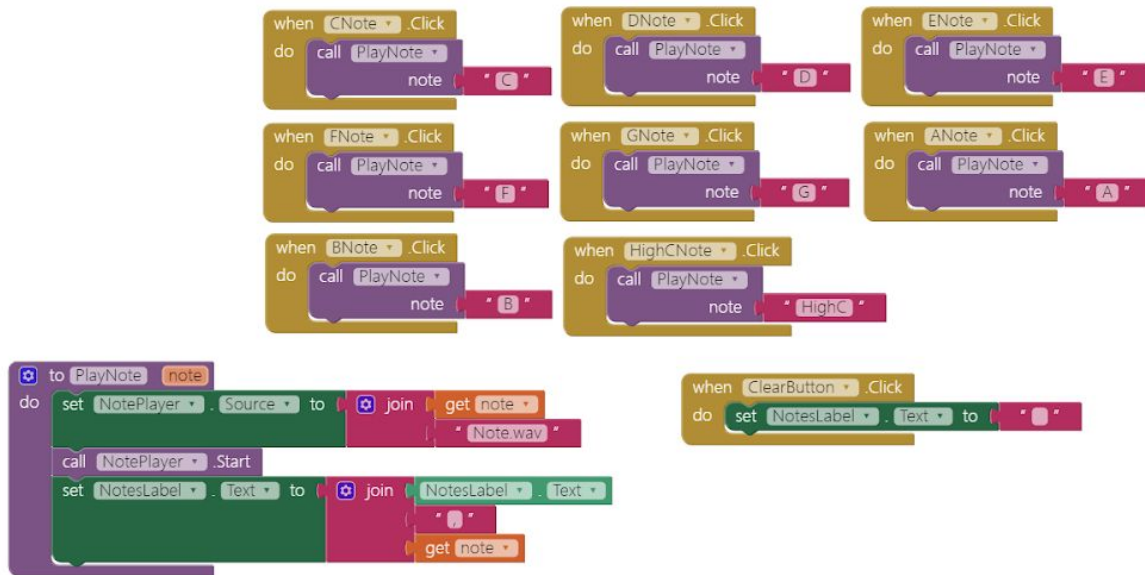 when CNote .Click
do call PlayNote
note " C "
when DNote .Click
do call PlayNote
note " D "
when ENote .Click
do call PlayNote
note " E "
when FNote .Click
do call PlayNote
note " F "
when GNote .Click
do call PlayNote
note " G "
when ANote .Click
do call PlayNote
note " A "
when BNote .Click
do call PlayNote
note " B "
when HighCNote .Click
do call PlayNote
note " HighC "
to PlayNote note
do set NotePlayer . Source to join get note
" Note.wav "
call NotePlayer .Start
set NotesLabel . Text to join NotesLabel . Text
" , "
get note
when ClearButton .Click
do set NotesLabel . Text to " "